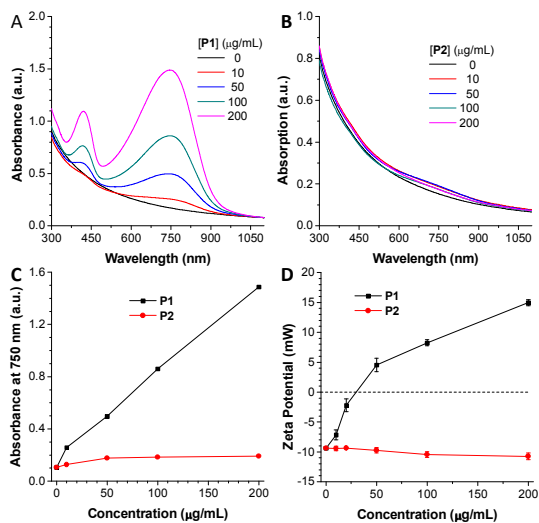 A
[P1] (μg/mL)
0
10
50
100
200
Absorbance (a.u.)
0.0
0.5
1.0
1.5
2.0
300 450 600 750 900 1050
Wavelength (nm)
B
[P2] (μg/mL)
0
10
50
100
200
Absorption (a.u.)
0.0
0.2
0.4
0.6
0.8
1.0
300 450 600 750 900 1050
Wavelength (nm)
C
P1
P2
Absorbance at 750 nm (a.u.)
0.0
0.4
0.8
1.2
1.6
0 50 100 150 200
Concentration (μg/mL)
D
P1
P2
Zeta Potential (mW)
-20
-15
-10
-5
0
5
10
15
20
0 50 100 150 200
Concentration (μg/mL)